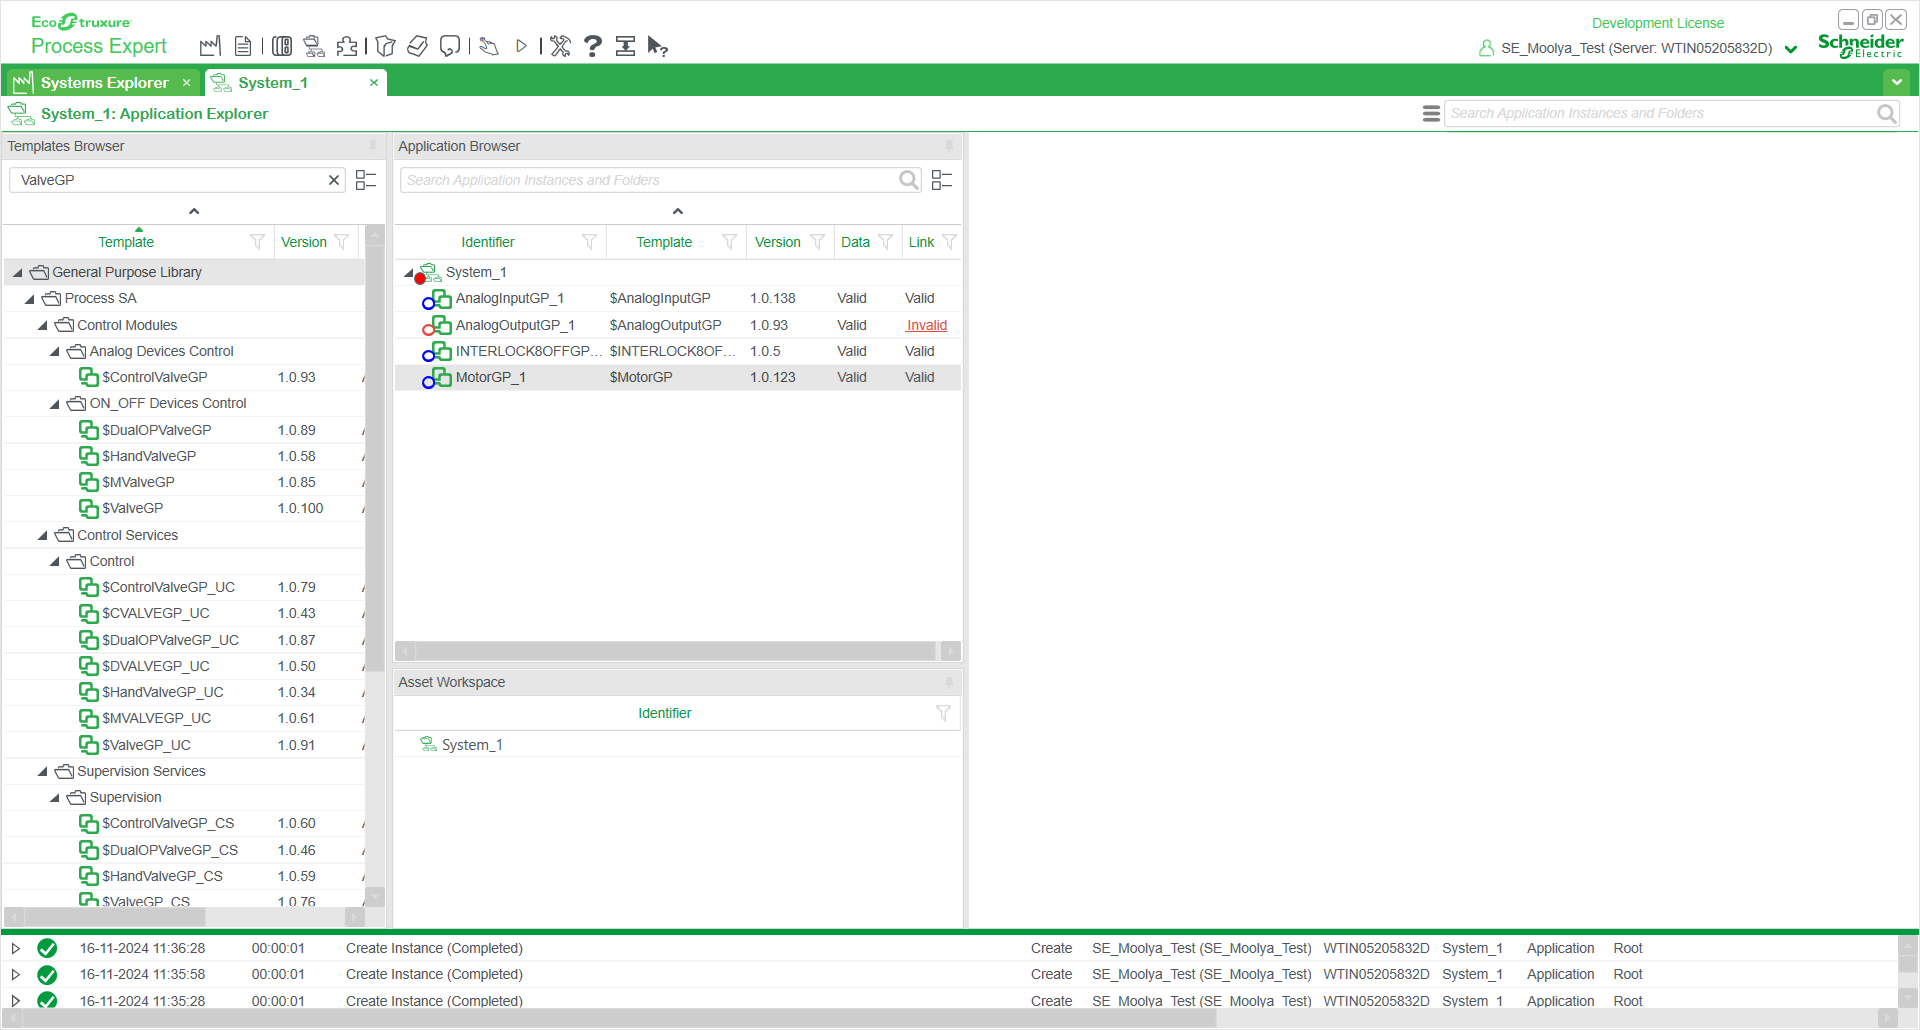 EcoStruxure
Process Expert
Development License
SE_Moolya_Test (Server: WTIN05205832D)
Schneider
Electric
Systems Explorer
System_1
System_1: Application Explorer
Search Application Instances and Folders
Templates Browser
ValveGP
Template Version
General Purpose Library
Process SA
Control Modules
Analog Devices Control
$ControlValveGP 1.0.93
ON_OFF Devices Control
$DualOPValveGP 1.0.89
$HandValveGP 1.0.58
$MValveGP 1.0.85
$ValveGP 1.0.100
Control Services
Control
$ControlValveGP_UC 1.0.79
$CVALVEGP_UC 1.0.43
$DualOPValveGP_UC 1.0.87
$DVALVEGP_UC 1.0.50
$HandValveGP_UC 1.0.34
$MVALVEGP_UC 1.0.61
$ValveGP_UC 1.0.91
Supervision Services
Supervision
$ControlValveGP_CS 1.0.60
$DualOPValveGP_CS 1.0.46
$HandValveGP_CS 1.0.59
$ValveGP_CS 1.0.76
Application Browser
Search Application Instances and Folders
Identifier Template Version Data Link
System_1
AnalogInputGP_1 $AnalogInputGP 1.0.138 Valid Valid
AnalogOutputGP_1 $AnalogOutputGP 1.0.93 Valid Invalid
INTERLOCK8OFFGP... $INTERLOCK8OF... 1.0.5 Valid Valid
MotorGP_1 $MotorGP 1.0.123 Valid Valid
Asset Workspace
Identifier
System_1
16-11-2024 11:36:28 00:00:01 Create Instance (Completed) Create SE_Moolya_Test (SE_Moolya_Test) WTIN05205832D System_1 Application Root
16-11-2024 11:35:58 00:00:01 Create Instance (Completed) Create SE_Moolya_Test (SE_Moolya_Test) WTIN05205832D System_1 Application Root
16-11-2024 11:35:28 00:00:01 Create Instance (Completed) Create SE_Moolya_Test (SE_Moolya_Test) WTIN05205832D System_1 Application Root